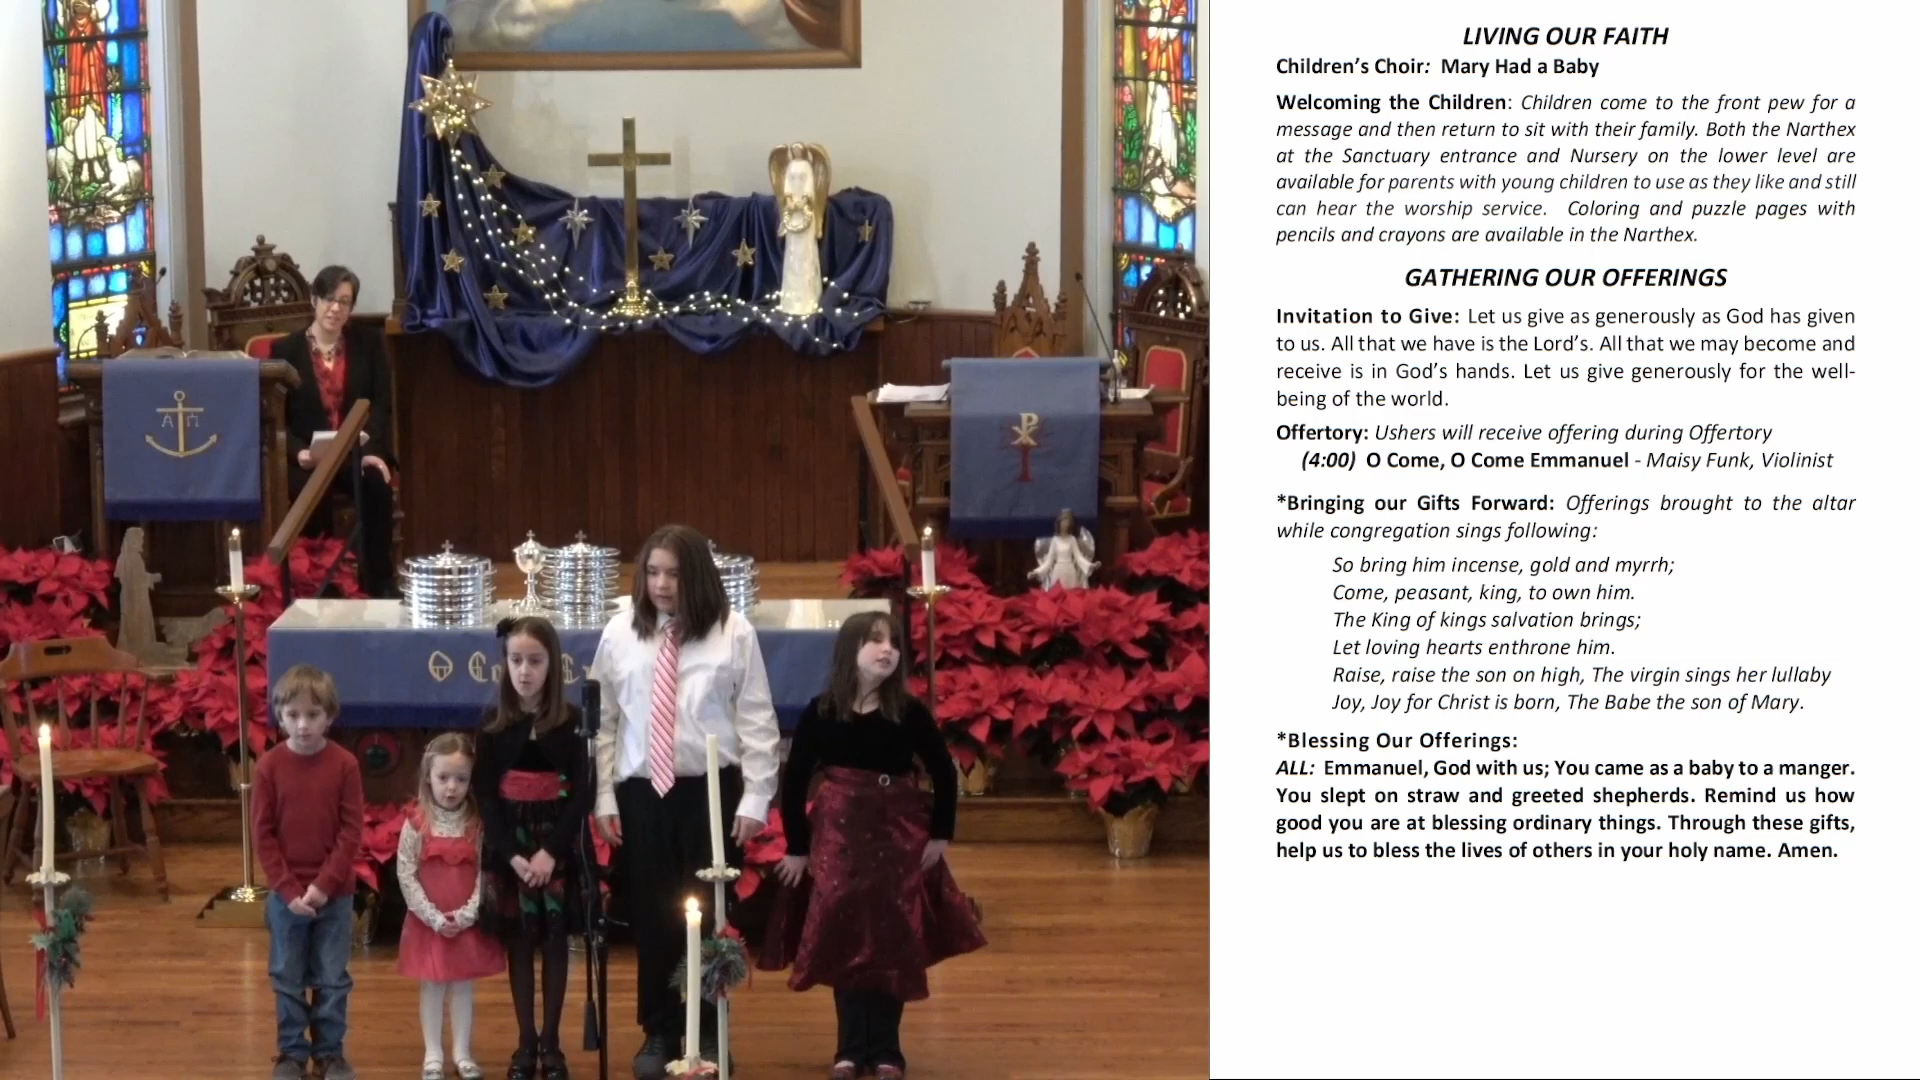 LIVING OUR FAITH
Children's Choir: Mary Had a Baby
Welcoming the Children: Children come to the front pew for a
message and then return to sit with their family. Both the Narthex
at the Sanctuary entrance and Nursery on the lower level are
available for parents with young children to use as they like and still
can hear the worship service. Coloring and puzzle pages with
pencils and crayons are available in the Narthex.
GATHERING OUR OFFERINGS
Invitation to Give: Let us give as generously as God has given
to us. All that we have is the Lord's. All that we may become and
receive is in God's hands. Let us give generously for the well-
being of the world.
Offertory: Ushers will receive offering during Offertory
(4:00) O Come, O Come Emmanuel - Maisy Funk, Violinist
*Bringing our Gifts Forward: Offerings brought to the altar
while congregation sings following:
So bring him incense, gold and myrrh;
Come, peasant, king, to own him.
The King of kings salvation brings;
Let loving hearts enthrone him.
Raise, raise the son on high, The virgin sings her lullaby
Joy, Joy for Christ is born, The Babe the son of Mary.
*Blessing Our Offerings:
ALL: Emmanuel, God with us; You came as a baby to a manger.
You slept on straw and greeted shepherds. Remind us how
good you are at blessing ordinary things. Through these gifts,
help us to bless the lives of others in your holy name. Amen.